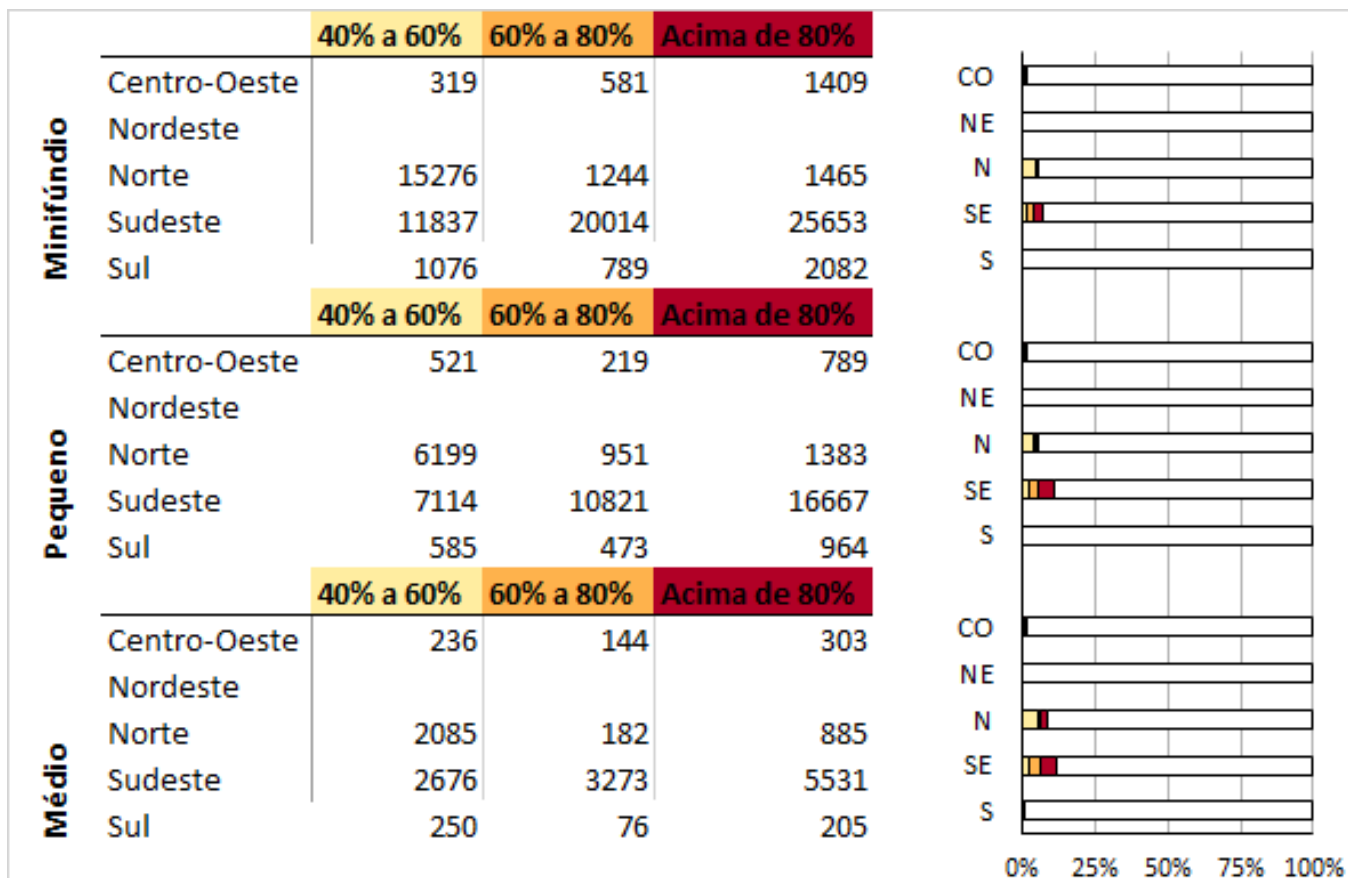 40% a 60% 60% a 80% Acima de 80%
Minifúndio
Centro-Oeste 319 581 1409
Nordeste
Norte 15276 1244 1465
Sudeste 11837 20014 25653
Sul 1076 789 2082
CO
NE
N
SE
S
40% a 60% 60% a 80% Acima de 80%
Pequeno
Centro-Oeste 521 219 789
Nordeste
Norte 6199 951 1383
Sudeste 7114 10821 16667
Sul 585 473 964
CO
NE
N
SE
S
40% a 60% 60% a 80% Acima de 80%
Médio
Centro-Oeste 236 144 303
Nordeste
Norte 2085 182 885
Sudeste 2676 3273 5531
Sul 250 76 205
CO
NE
N
SE
S
0% 25% 50% 75% 100%